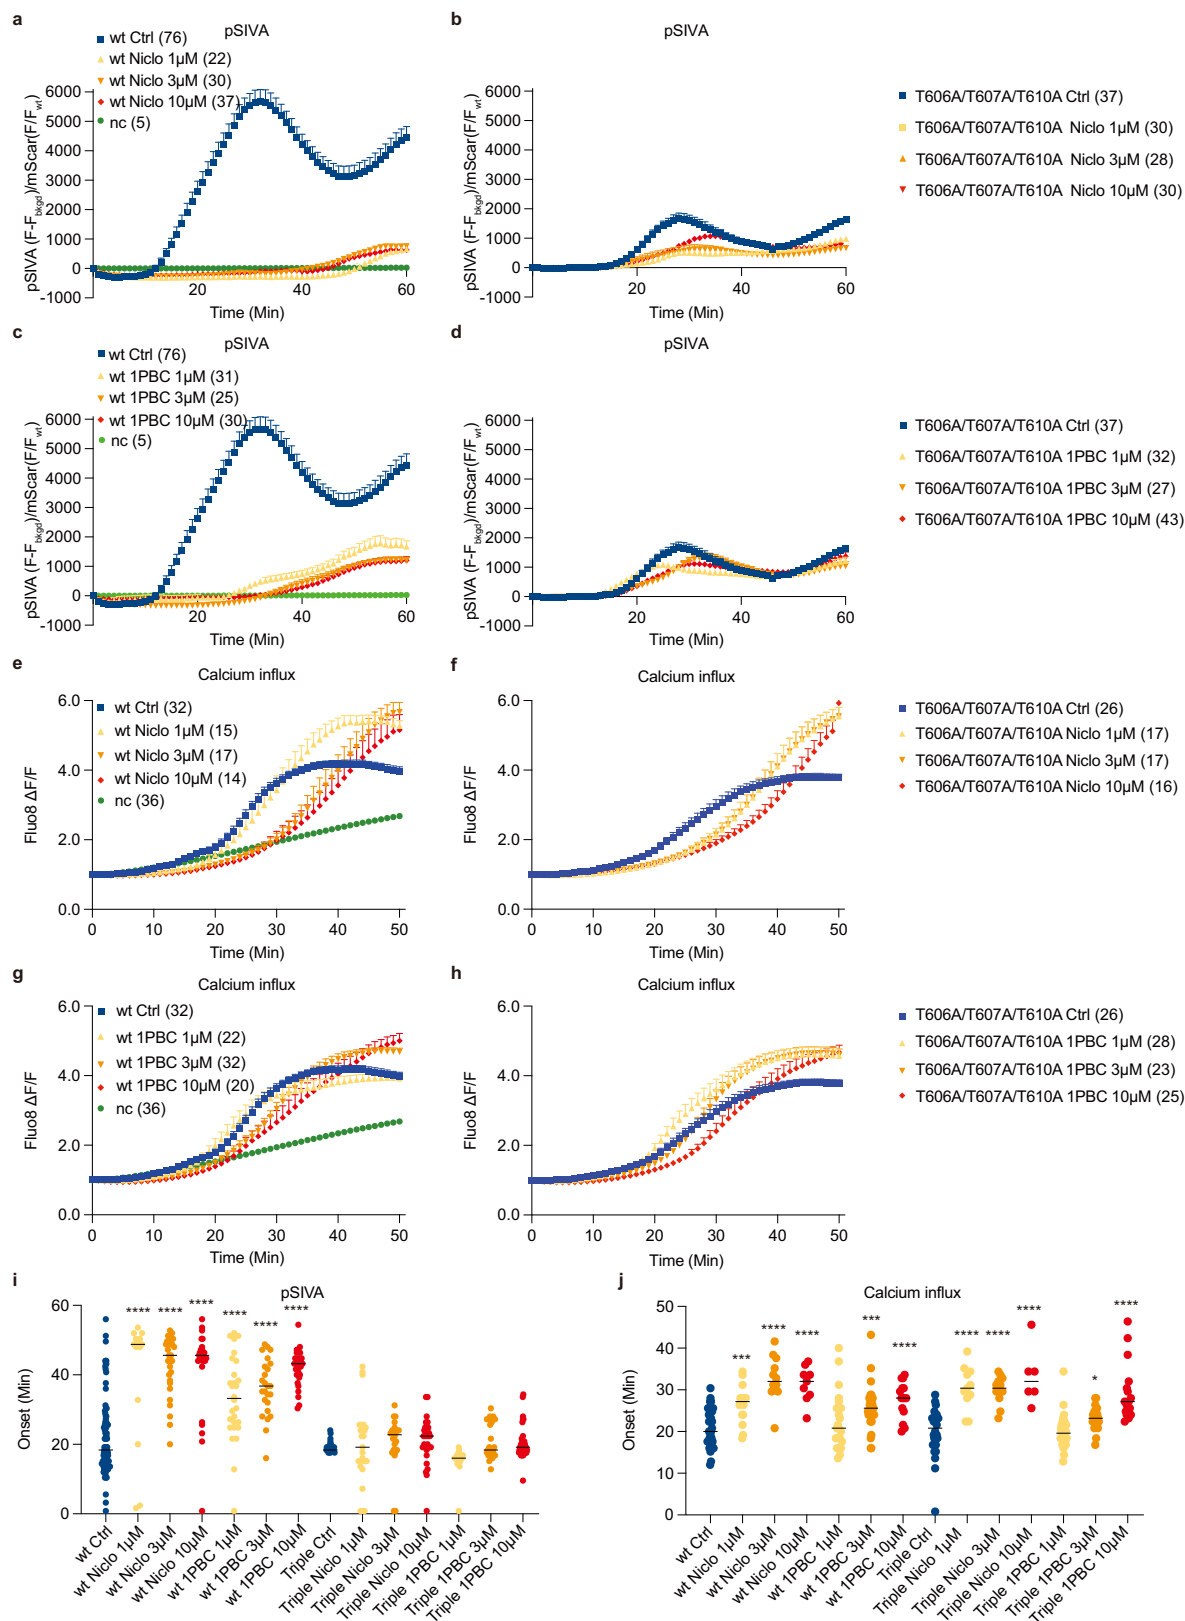 a
pSIVA
wt Ctrl (76)
wt Niclo 1µM (22)
wt Niclo 3µM (30)
wt Niclo 10µM (37)
nc (5)
pSIVA (F-Fbkgd)/mScar(F/Fwt)
6000
5000
4000
3000
2000
1000
0
-1000
20 40 60
Time (Min)
b
pSIVA
T606A/T607A/T610A Ctrl (37)
T606A/T607A/T610A Niclo 1µM (30)
T606A/T607A/T610A Niclo 3µM (28)
T606A/T607A/T610A Niclo 10µM (30)
pSIVA (F-Fbkgd)/mScar(F/Fwt)
6000
5000
4000
3000
2000
1000
0
-1000
20 40 60
Time (Min)
c
pSIVA
wt Ctrl (76)
wt 1PBC 1µM (31)
wt 1PBC 3µM (25)
wt 1PBC 10µM (30)
nc (5)
pSIVA (F-Fbkgd)/mScar(F/Fwt)
6000
5000
4000
3000
2000
1000
0
-1000
20 40 60
Time (Min)
d
pSIVA
T606A/T607A/T610A Ctrl (37)
T606A/T607A/T610A 1PBC 1µM (32)
T606A/T607A/T610A 1PBC 3µM (27)
T606A/T607A/T610A 1PBC 10µM (43)
pSIVA (F-Fbkgd)/mScar(F/Fwt)
6000
5000
4000
3000
2000
1000
0
-1000
20 40 60
Time (Min)
e
Calcium influx
wt Ctrl (32)
wt Niclo 1µM (15)
wt Niclo 3µM (17)
wt Niclo 10µM (14)
nc (36)
Fluo8 ΔF/F
6.0
4.0
2.0
0.0
0 10 20 30 40 50
Time (Min)
f
Calcium influx
T606A/T607A/T610A Ctrl (26)
T606A/T607A/T610A Niclo 1µM (17)
T606A/T607A/T610A Niclo 3µM (17)
T606A/T607A/T610A Niclo 10µM (16)
Fluo8 ΔF/F
6.0
4.0
2.0
0.0
0 10 20 30 40 50
Time (Min)
g
Calcium influx
wt Ctrl (32)
wt 1PBC 1µM (22)
wt 1PBC 3µM (32)
wt 1PBC 10µM (20)
nc (36)
Fluo8 ΔF/F
6.0
4.0
2.0
0.0
0 10 20 30 40 50
Time (Min)
h
Calcium influx
T606A/T607A/T610A Ctrl (26)
T606A/T607A/T610A 1PBC 1µM (28)
T606A/T607A/T610A 1PBC 3µM (23)
T606A/T607A/T610A 1PBC 10µM (25)
Fluo8 ΔF/F
6.0
4.0
2.0
0.0
0 10 20 30 40 50
Time (Min)
i
pSIVA
**** **** **** **** **** ****
Onset (Min)
60
40
20
0
wt Ctrl
wt Niclo 1µM
wt Niclo 3µM
wt Niclo 10µM
wt 1PBC 1µM
wt 1PBC 3µM
wt 1PBC 10µM
Triple Ctrl
Triple Niclo 1µM
Triple Niclo 3µM
Triple Niclo 10µM
Triple 1PBC 1µM
Triple 1PBC 3µM
Triple 1PBC 10µM
j
Calcium influx
*** **** **** *** **** **** **** **** * ****
Onset (Min)
50
40
30
20
10
0
wt Ctrl
wt Niclo 1µM
wt Niclo 3µM
wt Niclo 10µM
wt 1PBC 1µM
wt 1PBC 3µM
wt 1PBC 10µM
Triple Ctrl
Triple Niclo 1µM
Triple Niclo 3µM
Triple Niclo 10µM
Triple 1PBC 1µM
Triple 1PBC 3µM
Triple 1PBC 10µM